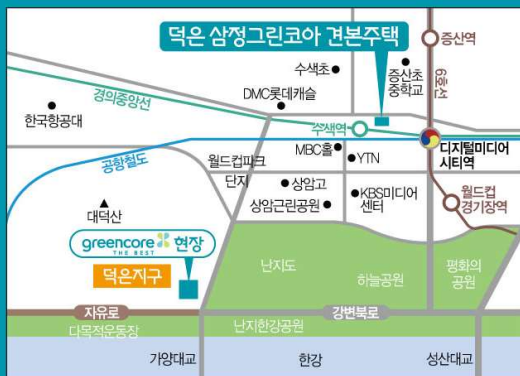 덕은 삼정그린코아 견본주택
증산역
6호선
수색초
증산초
중학교
DMC롯데캐슬
경의중앙선
한국항공대
수색역
MBC홀
YTN
디지털미디어
시티역
공항철도
월드컵파크
단지
상암고
KBS미디어
센터
상암근린공원
월드컵
경기장역
대덕산
greencore 현장
THE BEST
덕은지구
난지도
하늘공원
평화의
공원
자유로
강변북로
다목적운동장
난지한강공원
가양대교
한강
성산대교